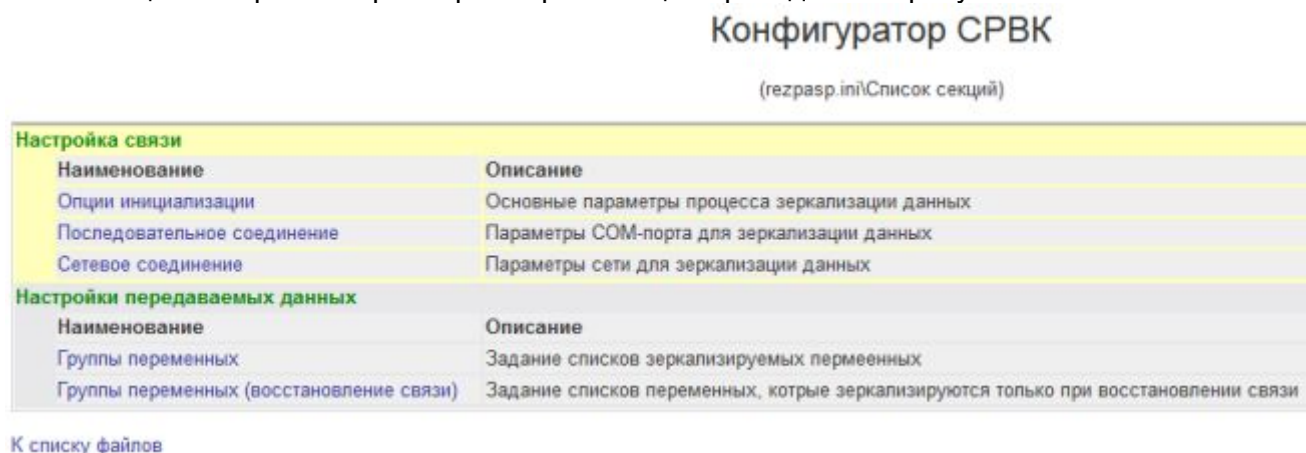 Конфигуратор СРВК
(rezpasp.ini\Список секций)
Настройка связи
Наименование Описание
Опции инициализации Основные параметры процесса зеркализации данных
Последовательное соединение Параметры COM-порта для зеркализации данных
Сетевое соединение Параметры сети для зеркализации данных
Настройки передаваемых данных
Наименование Описание
Группы переменных Задание списков зеркализируемых пермеенных
Группы переменных (восстановление связи) Задание списков переменных, котрые зеркализируются только при восстановлении связи
К списку файлов